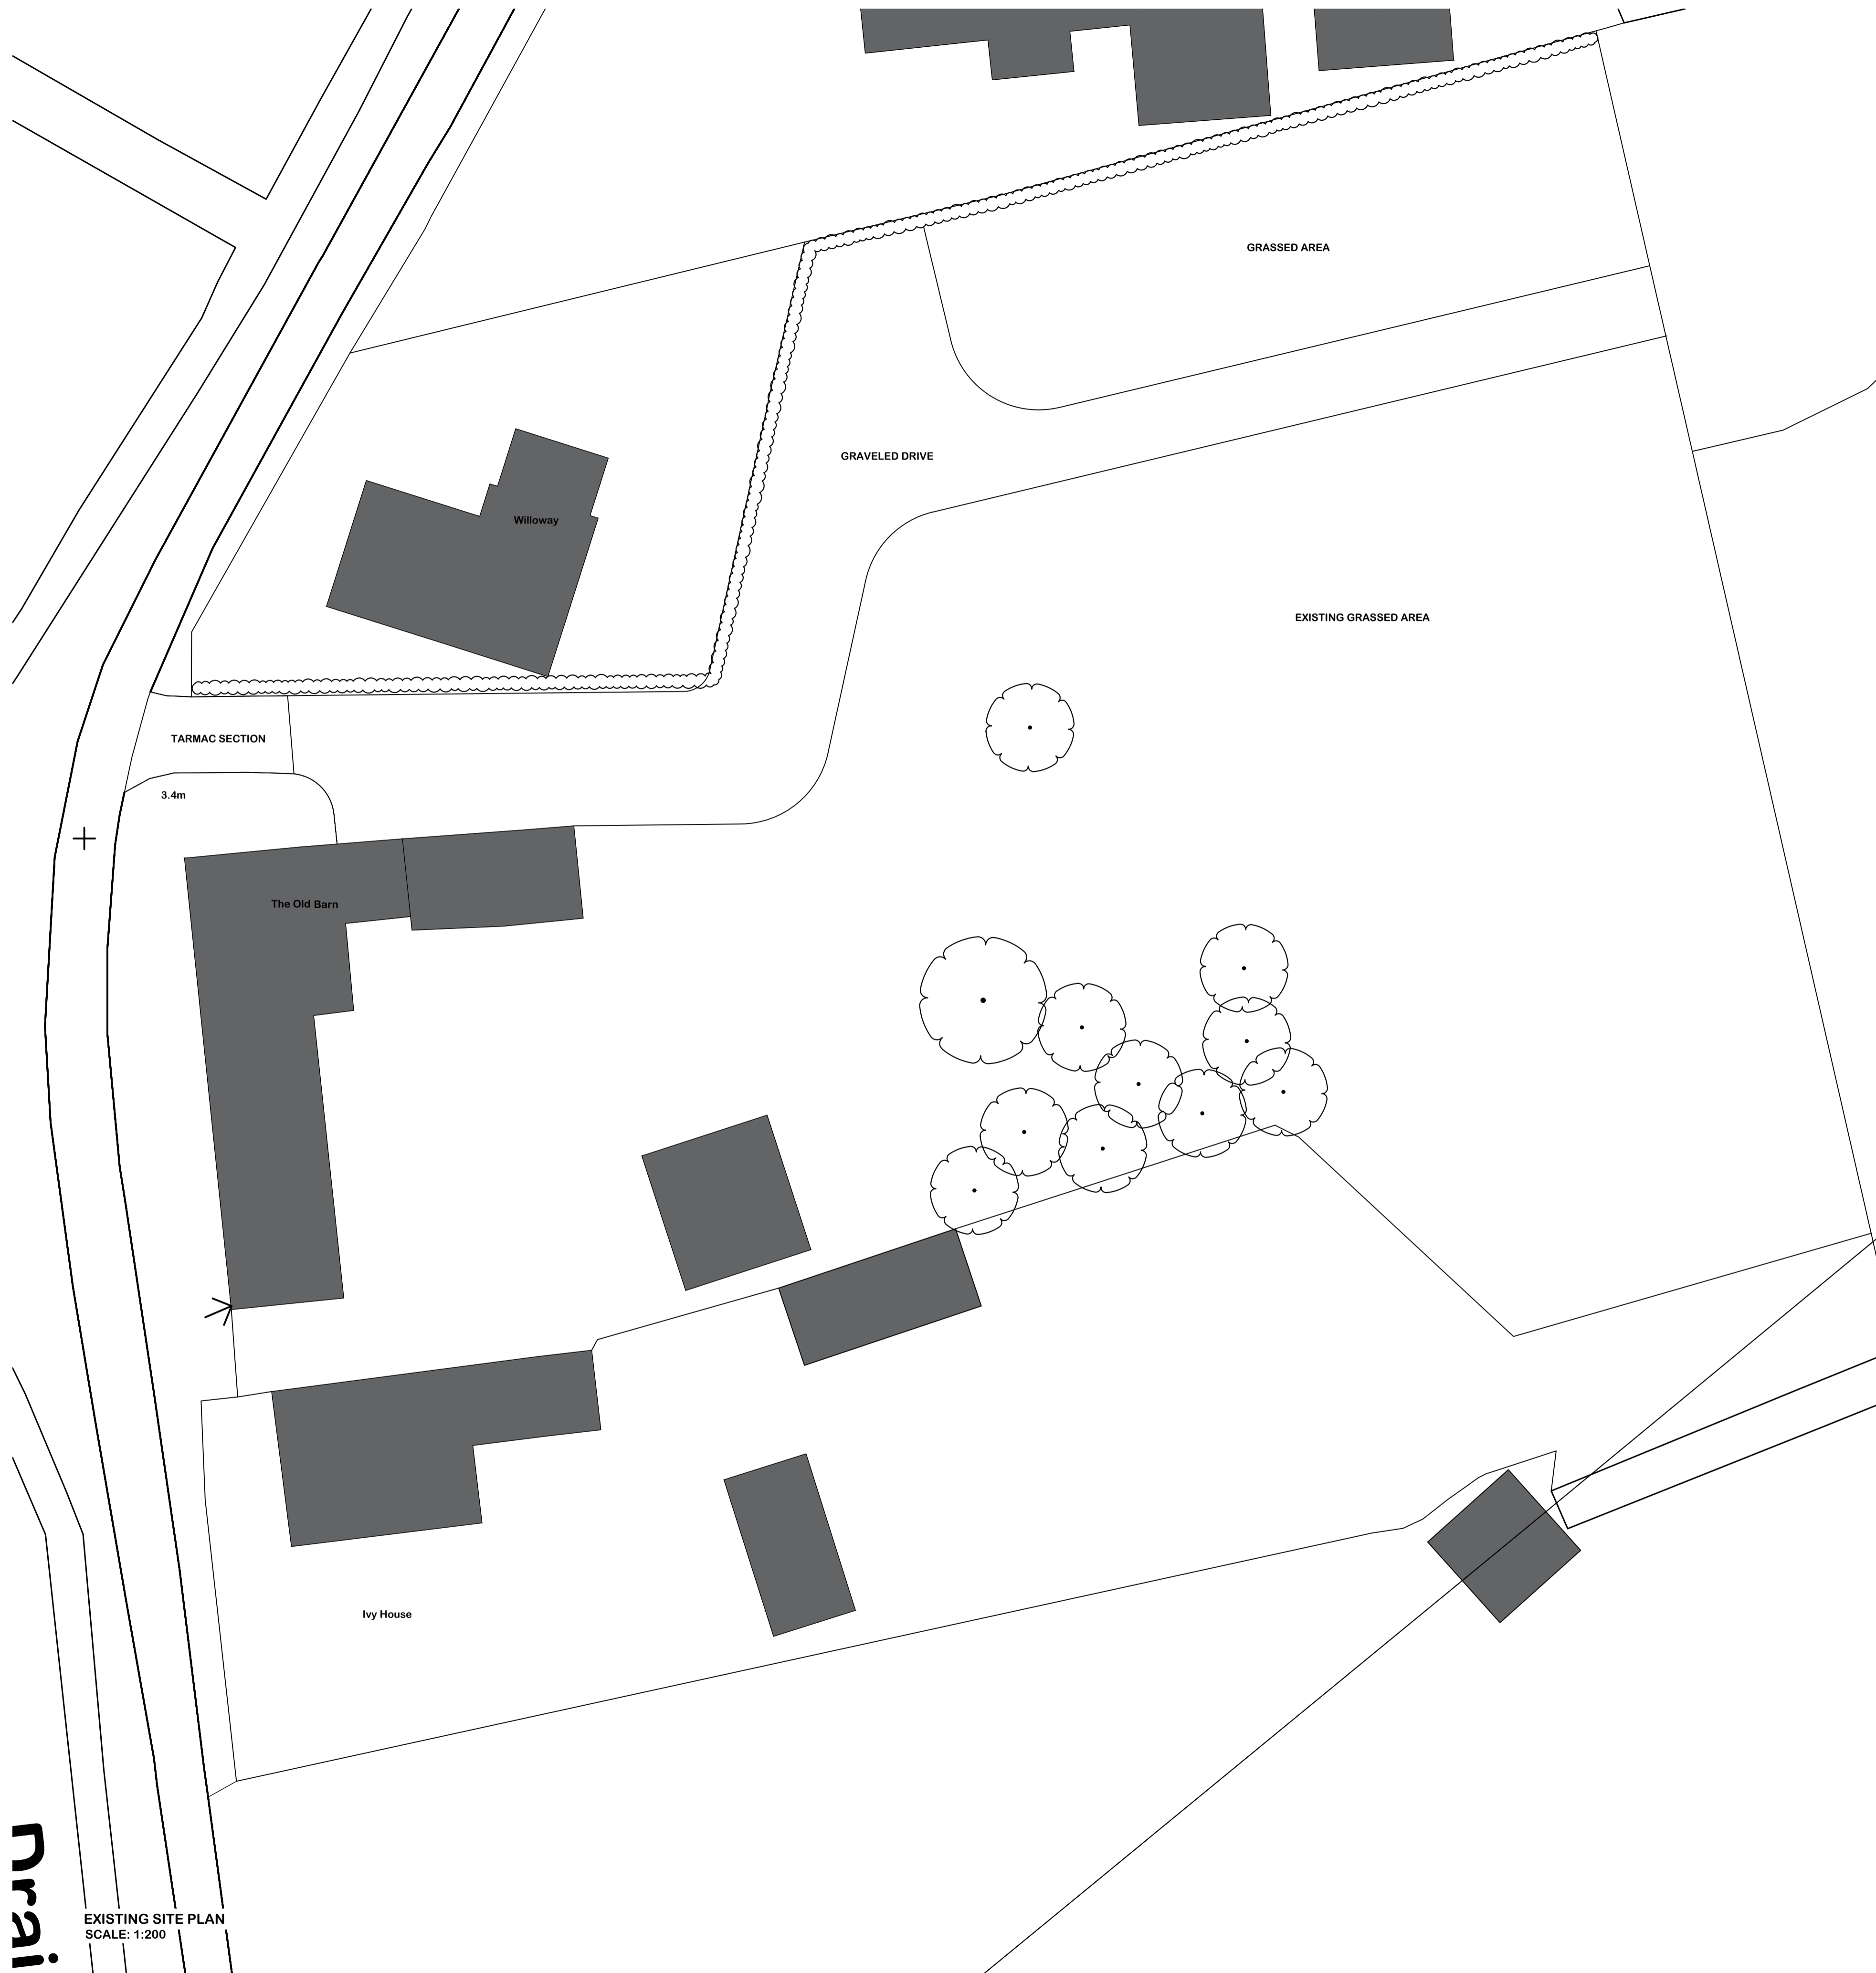 GRASSED AREA
GRAVELED DRIVE
Willoway
EXISTING GRASSED AREA
TARMAC SECTION
3.4m
The Old Barn
Ivy House
EXISTING SITE PLAN
SCALE: 1:200